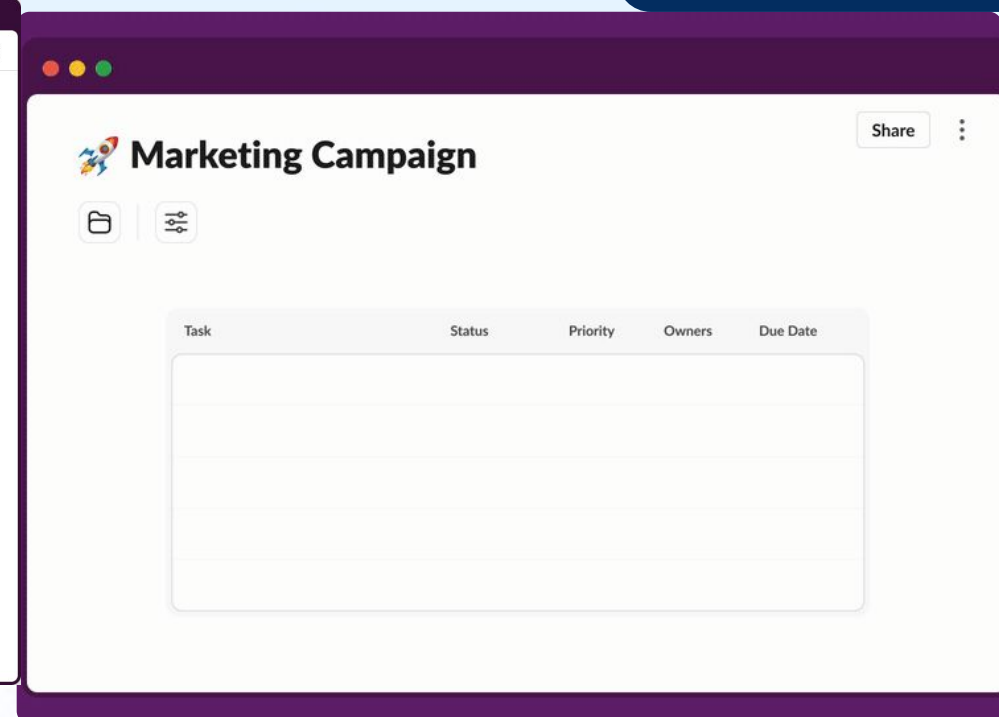 Share
🚀 Marketing Campaign
Task Status Priority Owners Due Date